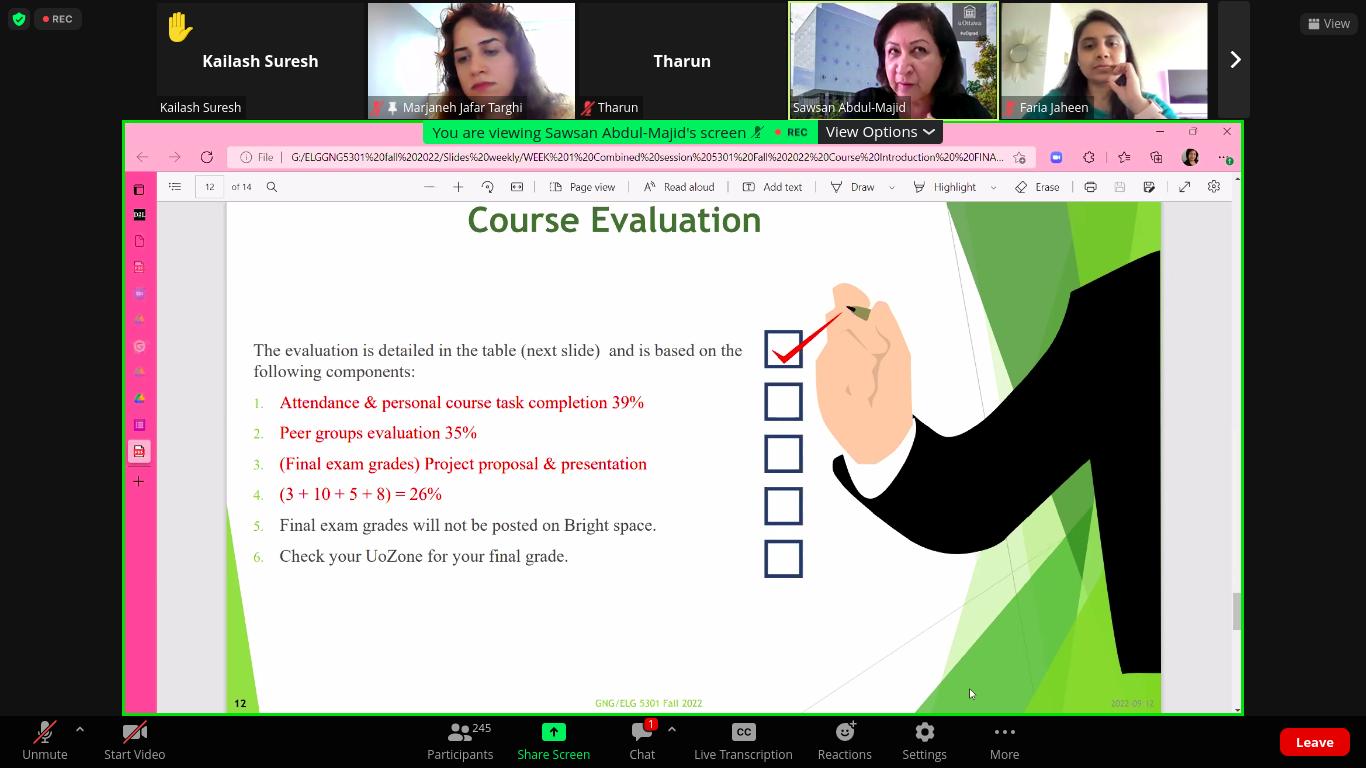 REC
Kailash Suresh
Kailash Suresh
Marjaneh Jafar Targhi
Tharun
Tharun
uOttawa
Sawsan Abdul-Majid
Faria Jaheen
View
You are viewing Sawsan Abdul-Majid's screen
REC
View Options
File
G:/ELGGNG5301%20fall%202022/Slides%20weekly/WEEK%201%20Combined%20session%205301%20Fall%202022%20Course%20Introduction%20%20FINA...
12 of 14
Page view
Read aloud
Add text
Draw
Highlight
Erase
Course Evaluation
The evaluation is detailed in the table (next slide) and is based on the
following components:
1. Attendance & personal course task completion 39%
2. Peer groups evaluation 35%
3. (Final exam grades) Project proposal & presentation
4. (3 + 10 + 5 + 8) = 26%
5. Final exam grades will not be posted on Bright space.
6. Check your UoZone for your final grade.
12
GNG/ELG 5301 Fall 2022
2022-09-12
Unmute
Start Video
Participants
245
Share Screen
Chat
1
CC
Live Transcription
Reactions
Settings
More
Leave